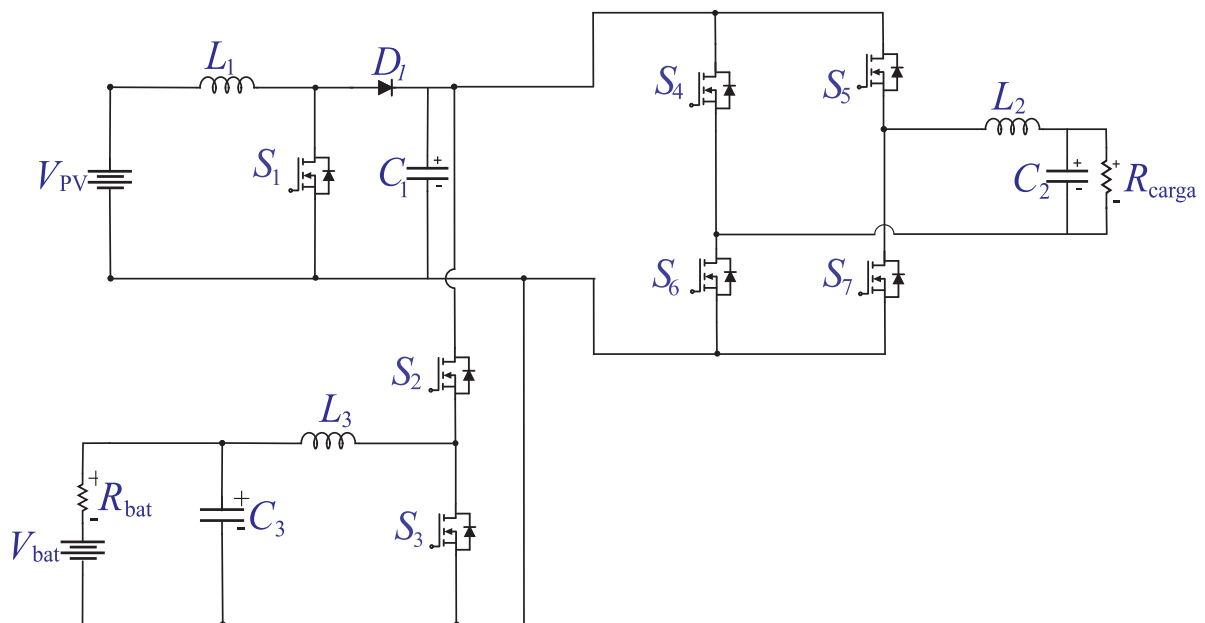 L1
D1
S4
S5
L2
VPV
S1
C1
+
-
C2
+
-
+
-
Rcarga
S6
S7
S2
L3
+
-
Rbat
+
-
C3
S3
Vbat